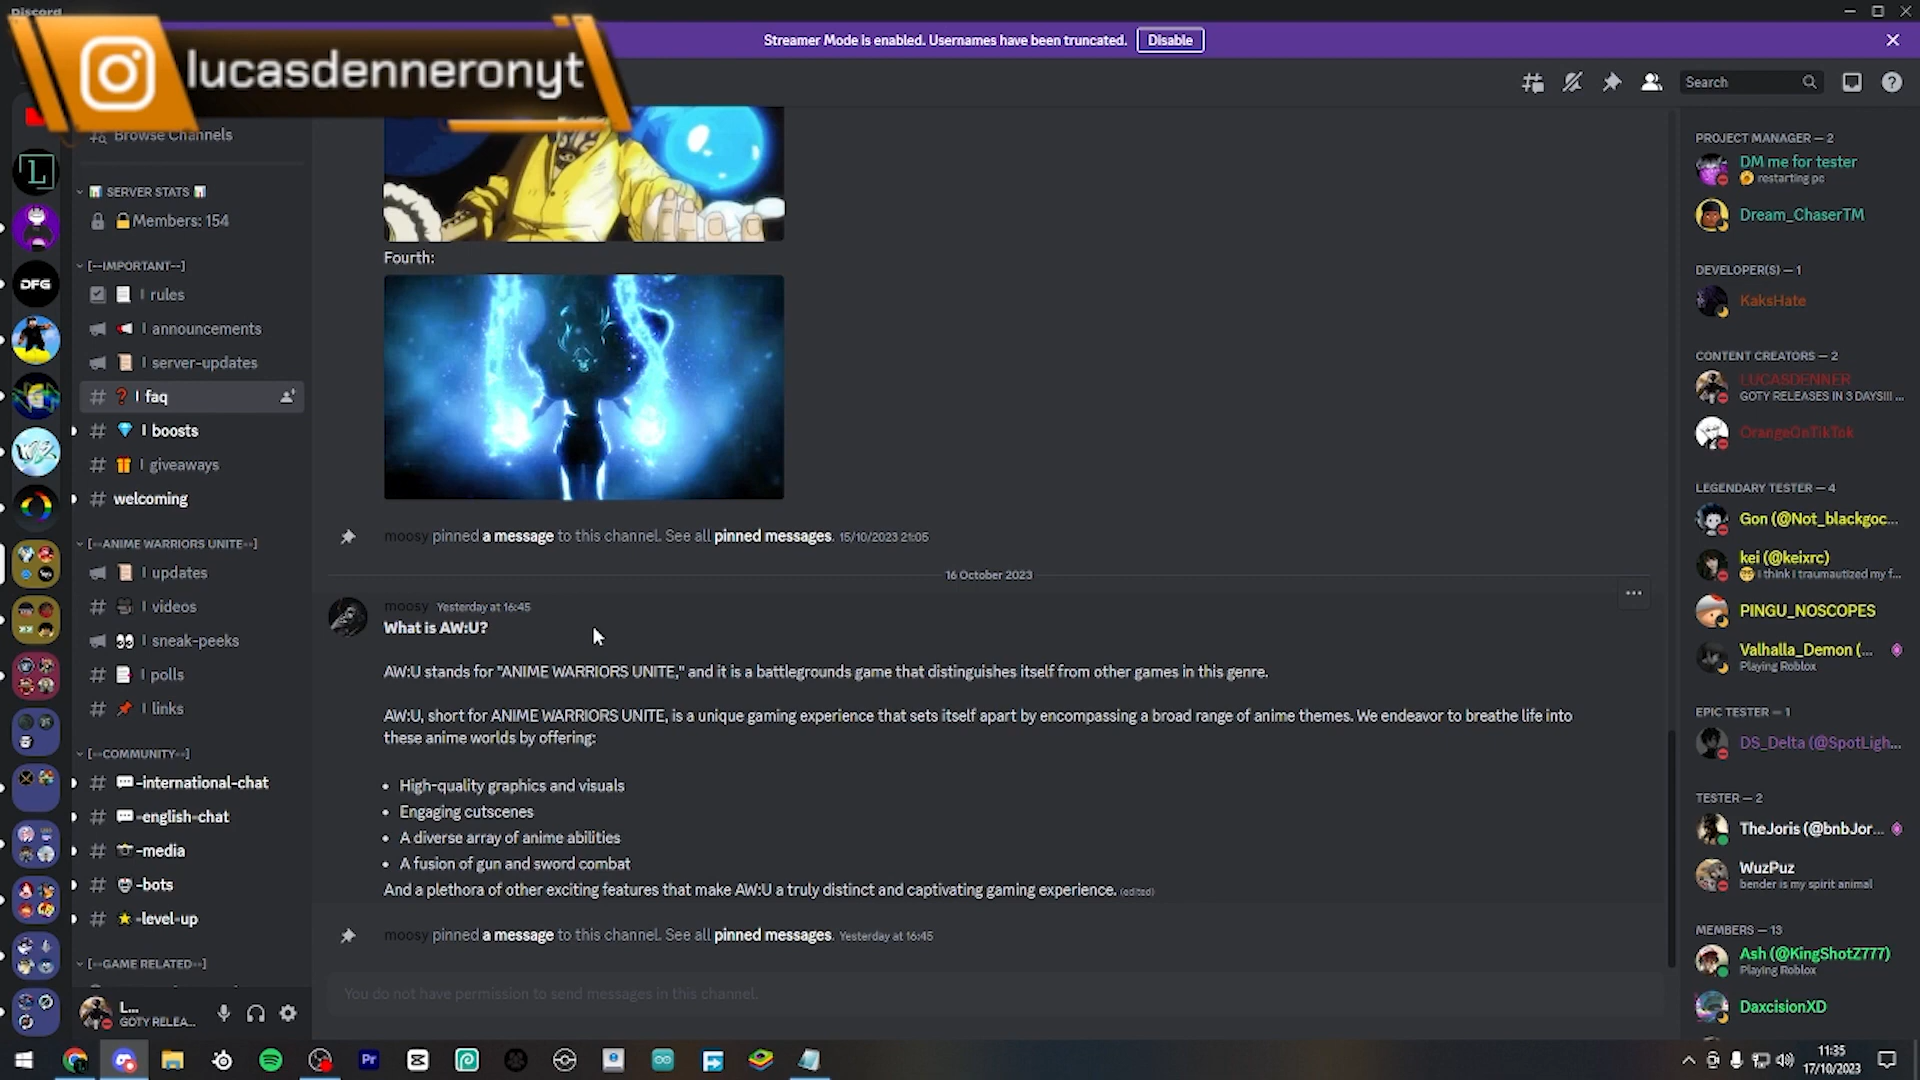 Discord
lucasdenneronyt
Streamer Mode is enabled. Usernames have been truncated.
Disable
Search
Browse Channels
SERVER STATS
Members: 154
[--IMPORTANT--]
rules
announcements
server-updates
faq
boosts
giveaways
welcoming
[--ANIME WARRIORS UNITE--]
updates
videos
sneak-peeks
polls
links
[--COMMUNITY--]
-international-chat
-english-chat
-media
-bots
-level-up
[--GAME RELATED--]
L...
GOTY RELEA...
Fourth:
moosy pinned a message to this channel. See all pinned messages. 15/10/2023 21:05
16 October 2023
moosy Yesterday at 16:45
What is AW:U?
AW:U stands for "ANIME WARRIORS UNITE," and it is a battlegrounds game that distinguishes itself from other games in this genre.
AW:U, short for ANIME WARRIORS UNITE, is a unique gaming experience that sets itself apart by encompassing a broad range of anime themes. We endeavor to breathe life into
these anime worlds by offering:
• High-quality graphics and visuals
• Engaging cutscenes
• A diverse array of anime abilities
• A fusion of gun and sword combat
And a plethora of other exciting features that make AW:U a truly distinct and captivating gaming experience. (edited)
moosy pinned a message to this channel. See all pinned messages. Yesterday at 16:45
You do not have permission to send messages in this channel.
PROJECT MANAGER — 2
DM me for tester
restarting pc
Dream_ChaserTM
DEVELOPER(S) — 1
KaksHate
CONTENT CREATORS — 2
LUCASDENNER
GOTY RELEASES IN 3 DAYS!!! ...
OrangeOnTikTok
LEGENDARY TESTER — 4
Gon (@Not_blackgoc...
kei (@keixrc)
I think I traumautized my f...
PINGU_NOSCOPES
Valhalla_Demon (...
Playing Roblox
EPIC TESTER — 1
DS_Delta (@SpotLigh...
TESTER — 2
TheJoris (@bnbJor...
WuzPuz
bender is my spirit animal
MEMBERS — 13
Ash (@KingShotZ777)
Playing Roblox
DaxcisionXD
L
DFG
Pr
11:35
17/10/2023